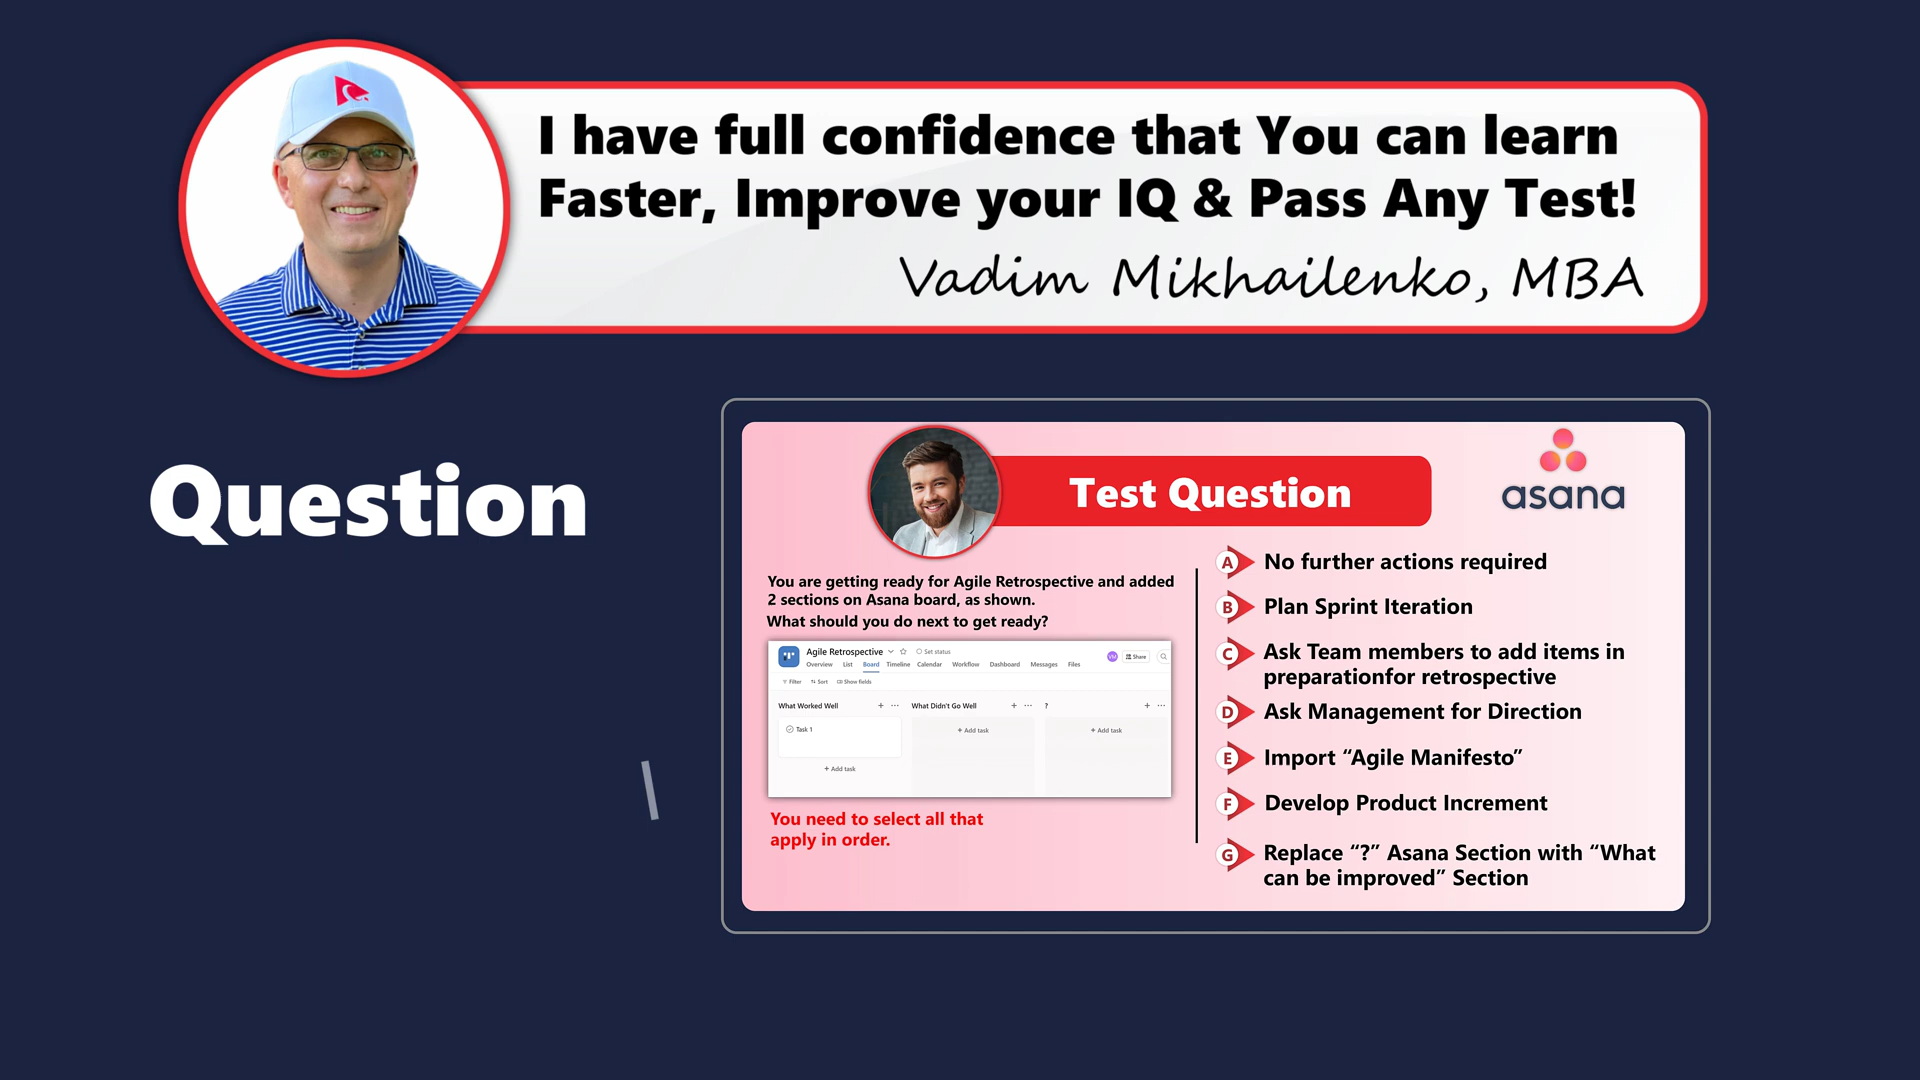 I have full confidence that You can learn
Faster, Improve your IQ & Pass Any Test!
Vadim Mikhailenko, MBA
Question
Test Question
asana
You are getting ready for Agile Retrospective and added
2 sections on Asana board, as shown.
What should you do next to get ready?
Agile Retrospective
Set status
Overview List Board Timeline Calendar Workflow Dashboard Messages Files
VM
Share
Filter Sort Show fields
What Worked Well + ...
What Didn't Go Well + ...
? + ...
Task 1
+ Add task
+ Add task
+ Add task
You need to select all that
apply in order.
A No further actions required
B Plan Sprint Iteration
C Ask Team members to add items in
preparationfor retrospective
D Ask Management for Direction
E Import “Agile Manifesto”
F Develop Product Increment
G Replace “?” Asana Section with “What
can be improved” Section